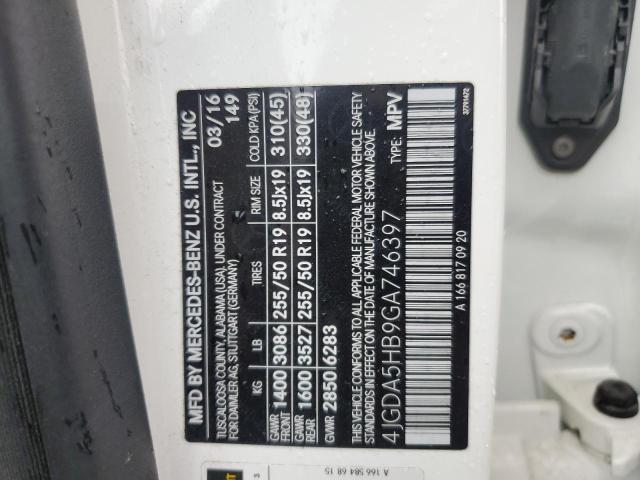 MFD BY MERCEDES-BENZ U.S. INTL., INC
TUSCALOOSA COUNTY, ALABAMA (USA), UNDER CONTRACT 03/16
FOR DAIMLER AG, STUTTGART (GERMANY) 149
KG LB TIRES RIM SIZE COLD KPA (PSI)
GAWR FRONT 1400 3086 255/50 R19 8.5Jx19 310(45)
GAWR REAR 1600 3527 255/50 R19 8.5Jx19 330(48)
GVWR 2850 6283
THIS VEHICLE CONFORMS TO ALL APPLICABLE FEDERAL MOTOR VEHICLE SAFETY
STANDARDS IN EFFECT ON THE DATE OF MANUFACTURE SHOWN ABOVE.
4JGDA5HB9GA746397 TYPE: MPV
A 166 817 09 20
37791472
A 166 584 68 15